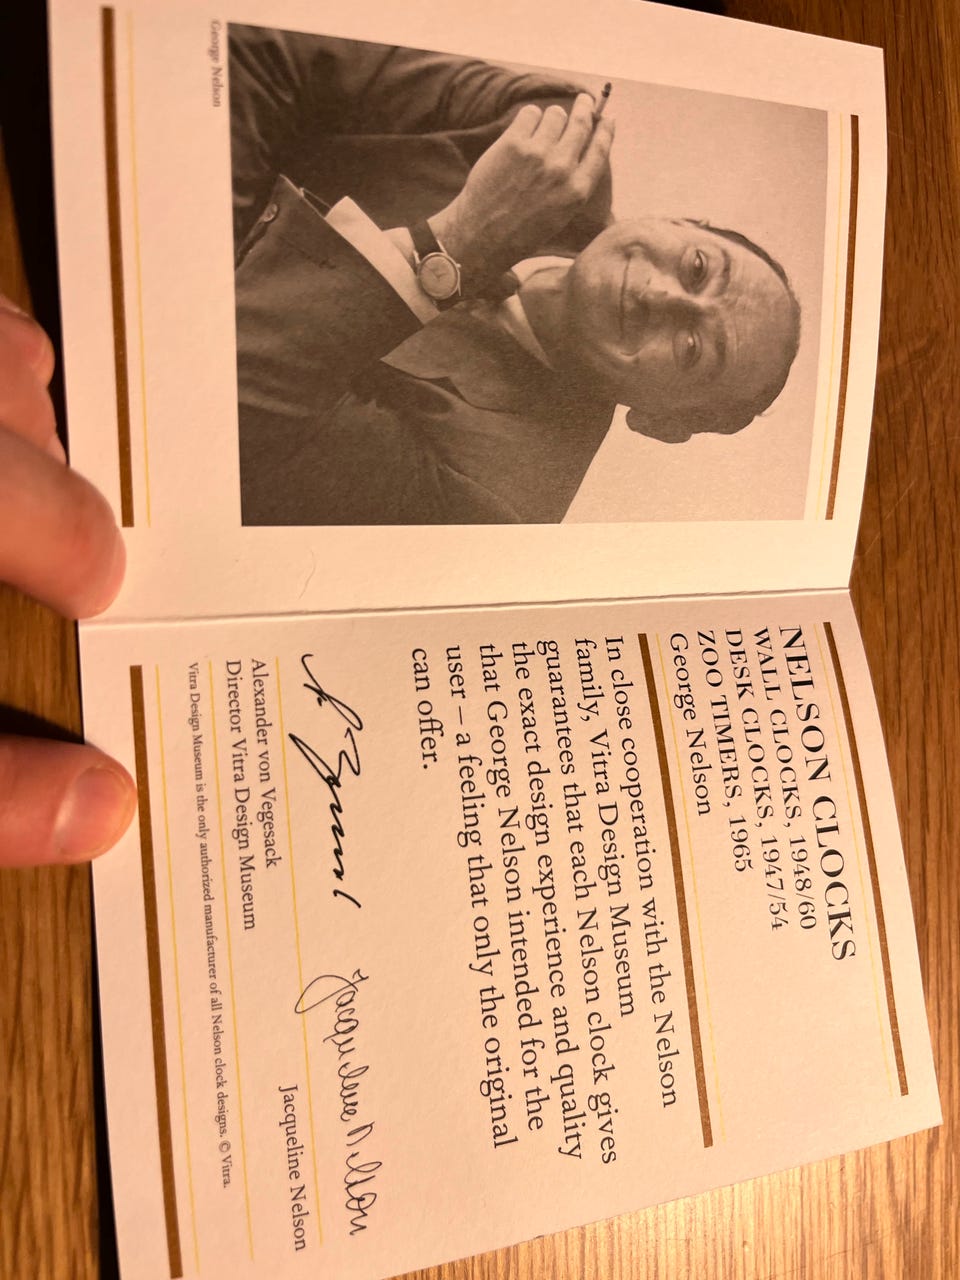 George Nelson
NELSON CLOCKS
WALL CLOCKS, 1948/60
DESK CLOCKS, 1947/54
ZOO TIMERS, 1965
George Nelson
In close cooperation with the Nelson
family, Vitra Design Museum
guarantees that each Nelson clock gives
the exact design experience and quality
that George Nelson intended for the
user – a feeling that only the original
can offer.
Jacqueline Nelson
Alexander von Vegesack
Jacqueline Nelson
Director Vitra Design Museum
Vitra Design Museum is the only authorized manufacturer of all Nelson clock designs. © Vitra.